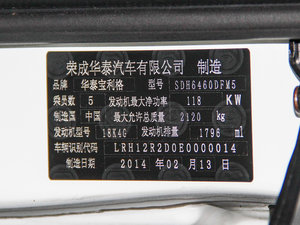 荣成华泰汽车有限公司 制造
品牌 华泰宝利格 型号 SDH6460DFM5
乘员数 5 发动机最大净功率 118 KW
制造国 中国 最大允许总质量 2120 kg
发动机型号 18K4G 发动机排量 1798 ml
车辆识别代码 LRH12R2D0E0000014
制造日期 2014 年 02 月 13 日